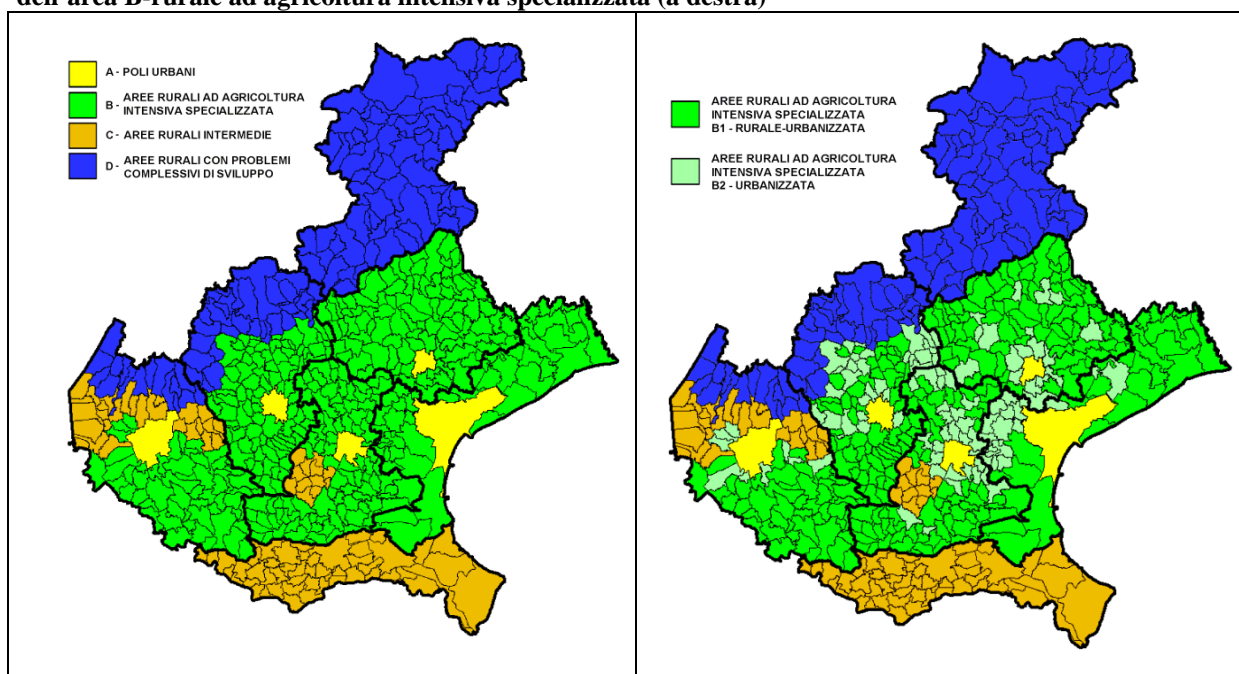 dell'area B-rurale ad agricoltura intensiva specializzata (a destra)
A - POLI URBANI
B - AREE RURALI AD AGRICOLTURA
INTENSIVA SPECIALIZZATA
C - AREE RURALI INTERMEDIE
D - AREE RURALI CON PROBLEMI
COMPLESSIVI DI SVILUPPO
AREE RURALI AD AGRICOLTURA
INTENSIVA SPECIALIZZATA
B1 - RURALE-URBANIZZATA
AREE RURALI AD AGRICOLTURA
INTENSIVA SPECIALIZZATA
B2 - URBANIZZATA